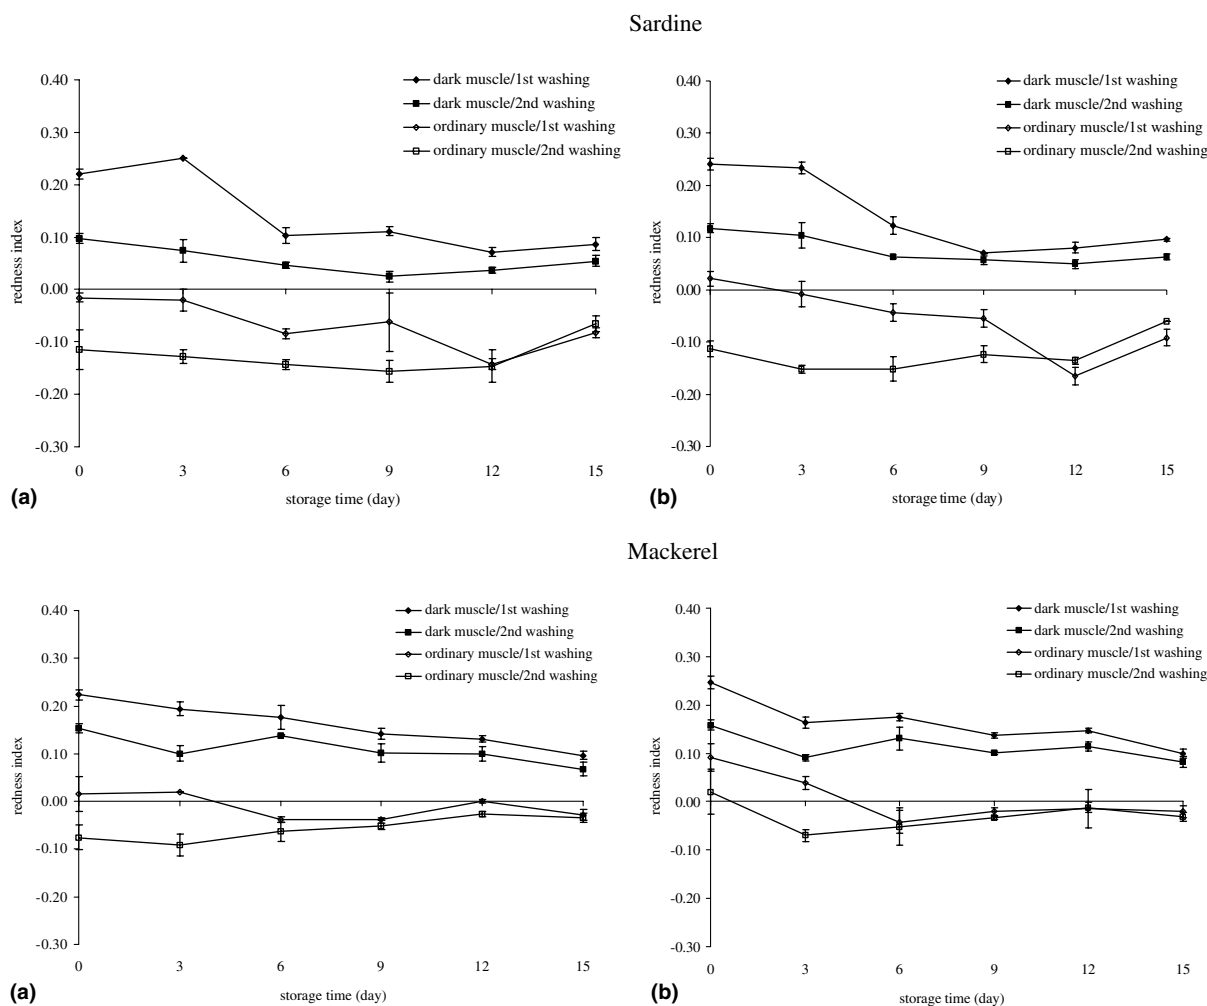 Sardine
dark muscle/1st washing
dark muscle/2nd washing
ordinary muscle/1st washing
ordinary muscle/2nd washing
0.40
0.30
0.20
0.10
0.00
-0.10
-0.20
-0.30
redness index
0 3 6 9 12 15
storage time (day)
(a)
dark muscle/1st washing
dark muscle/2nd washing
ordinary muscle/1st washing
ordinary muscle/2nd washing
0.40
0.30
0.20
0.10
0.00
-0.10
-0.20
-0.30
redness index
0 3 6 9 12 15
storage time (day)
(b)
Mackerel
dark muscle/1st washing
dark muscle/2nd washing
ordinary muscle/1st washing
ordinary muscle/2nd washing
0.40
0.30
0.20
0.10
0.00
-0.10
-0.20
-0.30
redness index
0 3 6 9 12 15
storage time (day)
(a)
dark muscle/1st washing
dark muscle/2nd washing
ordinary muscle/1st washing
ordinary muscle/2nd washing
0.40
0.30
0.20
0.10
0.00
-0.10
-0.20
-0.30
redness index
0 3 6 9 12 15
storage time (day)
(b)